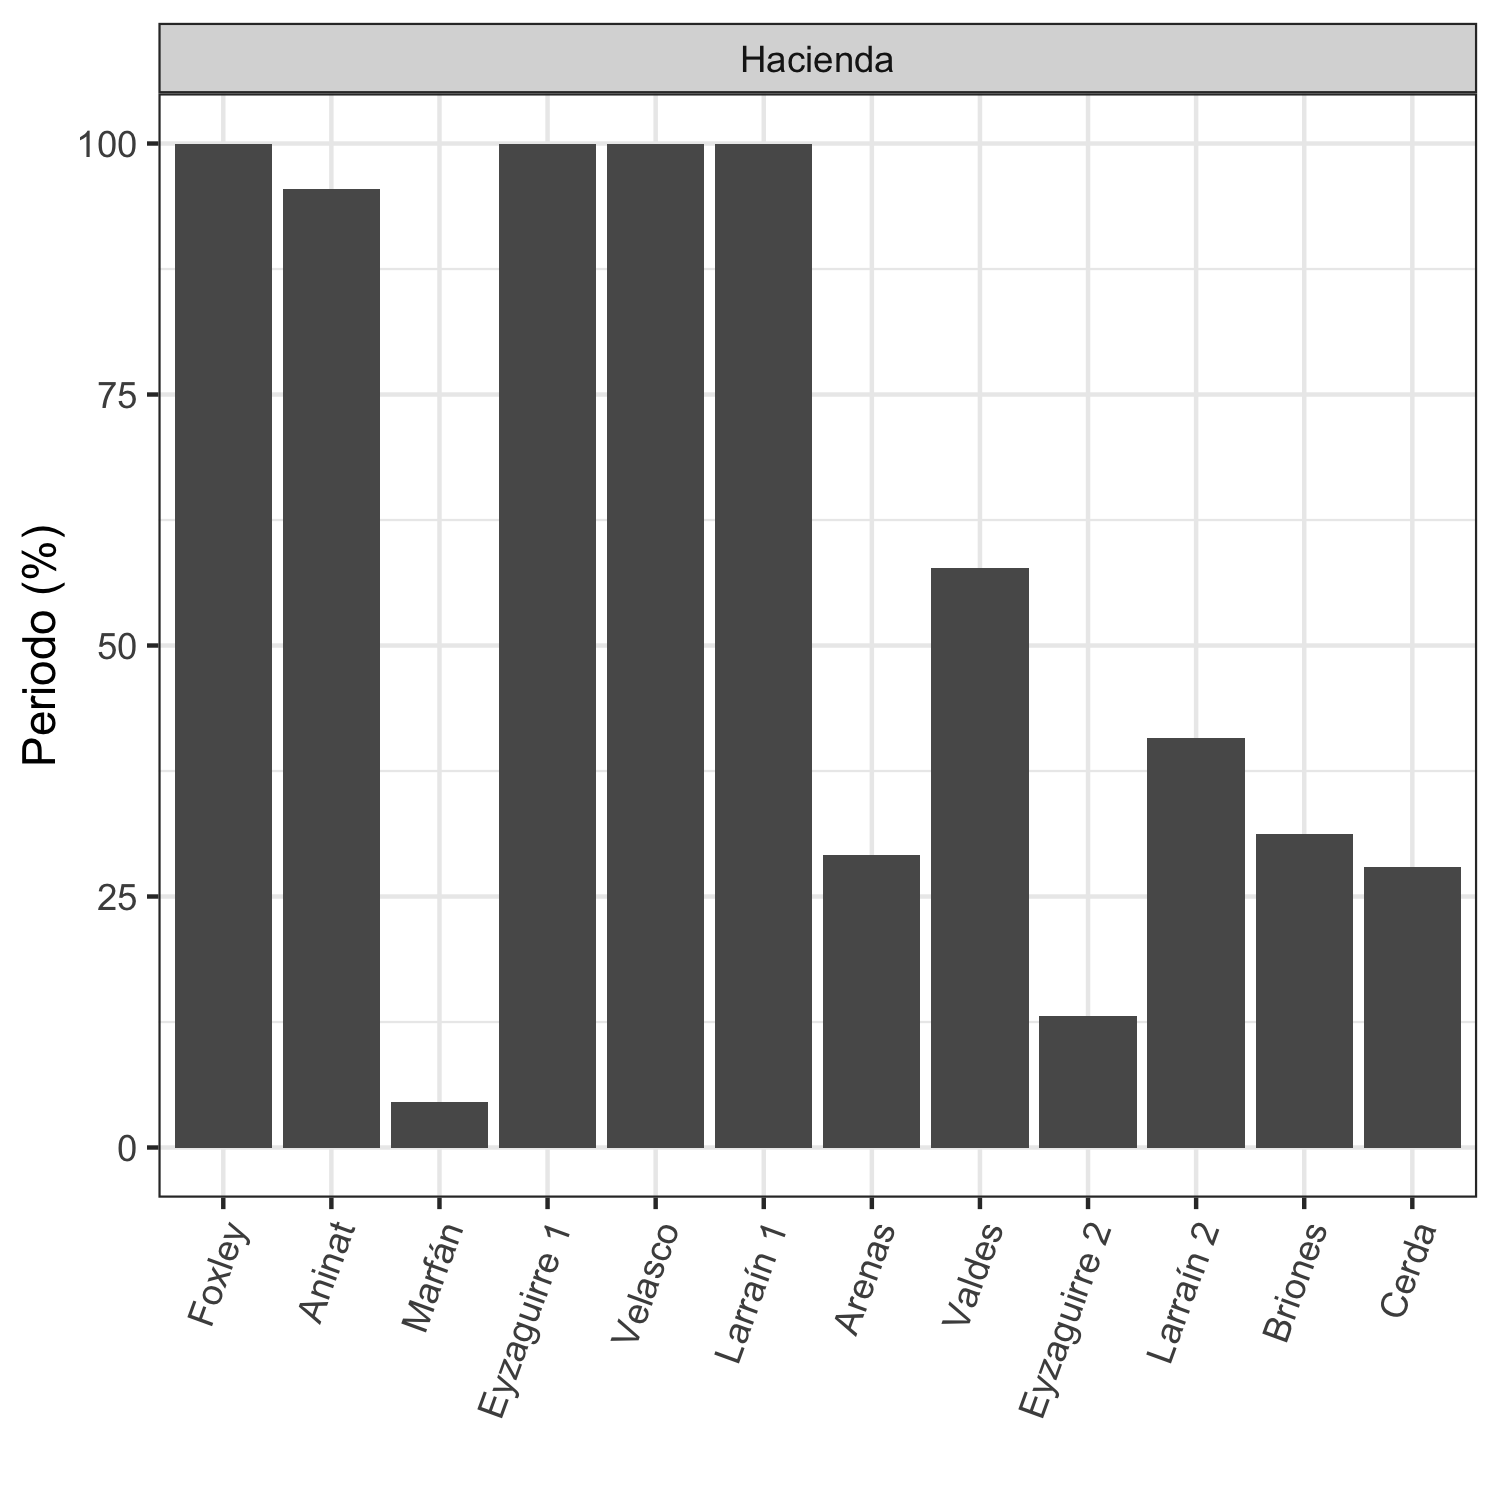 Hacienda
Periodo (%)
100
75
50
25
0
Foxley
Aninat
Marfán
Eyzaguirre 1
Velasco
Larraín 1
Arenas
Valdes
Eyzaguirre 2
Larraín 2
Briones
Cerda